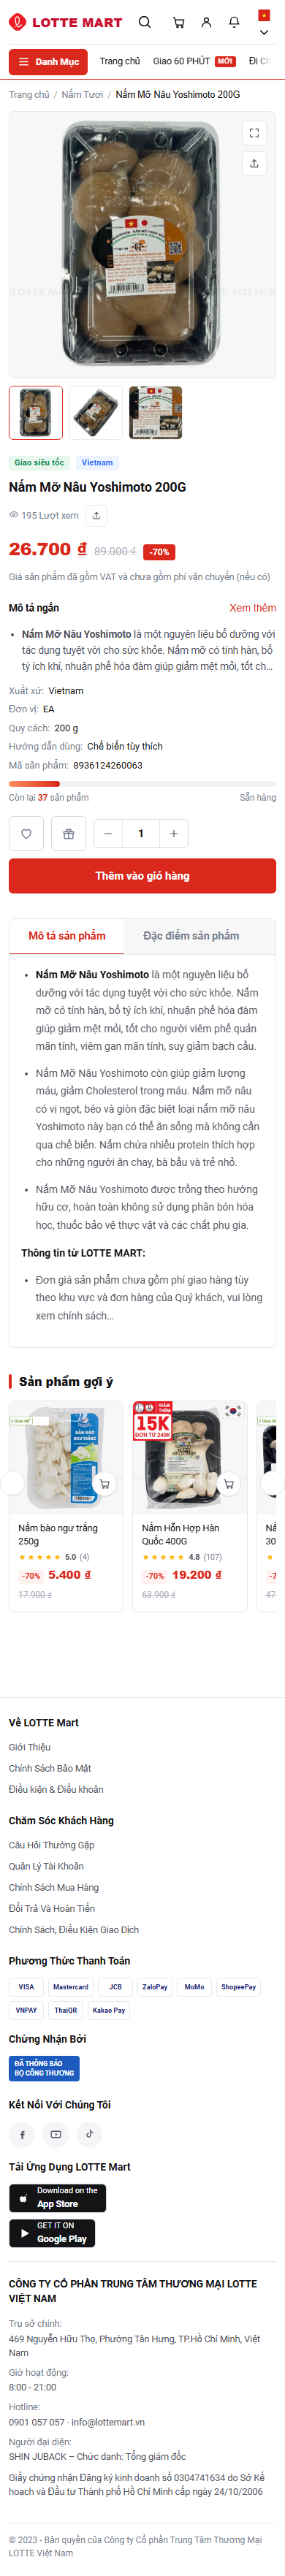 LOTTE MART
Danh Mục
Trang chủ
Giao 60 PHÚT
MỚI
Đi Ch
Trang chủ / Nấm Tươi / Nấm Mỡ Nâu Yoshimoto 200G
LOTTE MART
Giao siêu tốc
Vietnam
Nấm Mỡ Nâu Yoshimoto 200G
195 Lượt xem
26.700 đ
89.000 đ
-70%
Giá sản phẩm đã gồm VAT và chưa gồm phí vận chuyển (nếu có)
Mô tả ngắn
Xem thêm
• Nấm Mỡ Nâu Yoshimoto là một nguyên liệu bổ dưỡng với
tác dụng tuyệt vời cho sức khỏe. Nấm mỡ có tính hàn, bổ
tý ích khí, nhuận phế hóa đàm giúp giảm mệt mỏi, tốt ch...
Xuất xứ: Vietnam
Đơn vị: EA
Quy cách: 200 g
Hướng dẫn dùng: Chế biến tùy thích
Mã sản phẩm: 8936124260063
Còn lại 37 sản phẩm
Sẵn hàng
1
Thêm vào giỏ hàng
Mô tả sản phẩm
Đặc điểm sản phẩm
• Nấm Mỡ Nâu Yoshimoto là một nguyên liệu bổ
dưỡng với tác dụng tuyệt vời cho sức khỏe. Nấm
mỡ có tính hàn, bổ tý ích khí, nhuận phế hóa đàm
giúp giảm mệt mỏi, tốt cho người viêm phế quản
mãn tính, viêm gan mãn tính, suy giảm bạch cầu.
• Nấm Mỡ Nâu Yoshimoto còn giúp giảm lượng
máu, giảm Cholesterol trong máu. Nấm mỡ nâu
có vị ngọt, béo và giòn đặc biệt loại nấm mỡ nâu
Yoshimoto này bạn có thể ăn sống mà không cần
qua chế biến. Nấm chứa nhiều protein thích hợp
cho những người ăn chay, bà bầu và trẻ nhỏ.
• Nấm Mỡ Nâu Yoshimoto được trồng theo hướng
hữu cơ, hoàn toàn không sử dụng phân bón hóa
học, thuốc bảo vệ thực vật và các chất phụ gia.
Thông tin từ LOTTE MART:
• Đơn giá sản phẩm chưa gồm phí giao hàng tùy
theo khu vực và đơn hàng của Quý khách, vui lòng
xem chính sách...
Sản phẩm gợi ý
15K
Nấm bào ngư trắng
250g
5.0 (4)
-70% 5.400 đ
17.900 đ
Nấm Hỗn Hợp Hàn
Quốc 400G
4.8 (107)
-70% 19.200 đ
63.900 đ
Về LOTTE Mart
Giới Thiệu
Chính Sách Bảo Mật
Điều kiện & Điều khoản
Chăm Sóc Khách Hàng
Câu Hỏi Thường Gặp
Quản Lý Tài Khoản
Chính Sách Mua Hàng
Đổi Trả Và Hoàn Tiền
Chính Sách, Điều Kiện Giao Dịch
Phương Thức Thanh Toán
VISA
Mastercard
JCB
ZaloPay
MoMo
ShopeePay
VNPAY
ThaiQR
Kakao Pay
Chứng Nhận Bởi
ĐÃ THÔNG BÁO
BỘ CÔNG THƯƠNG
Kết Nối Với Chúng Tôi
Tải Ứng Dụng LOTTE Mart
Download on the
App Store
GET IT ON
Google Play
CÔNG TY CỔ PHẦN TRUNG TÂM THƯƠNG MẠI LOTTE
VIỆT NAM
Trụ sở chính:
469 Nguyễn Hữu Thọ, Phường Tân Hưng, TP.Hồ Chí Minh, Việt
Nam
Giờ hoạt động:
8:00 - 21:00
Hotline:
0901 057 057 · info@lottemart.vn
Người đại diện:
SHIN JUBACK – Chức danh: Tổng giám đốc
Giấy chứng nhận Đăng ký kinh doanh số 0304741634 do Sở Kế
hoạch và Đầu tư Thành phố Hồ Chí Minh cấp ngày 24/10/2006
© 2023 - Bản quyền của Công ty Cổ phần Trung Tâm Thương Mại
LOTTE Việt Nam